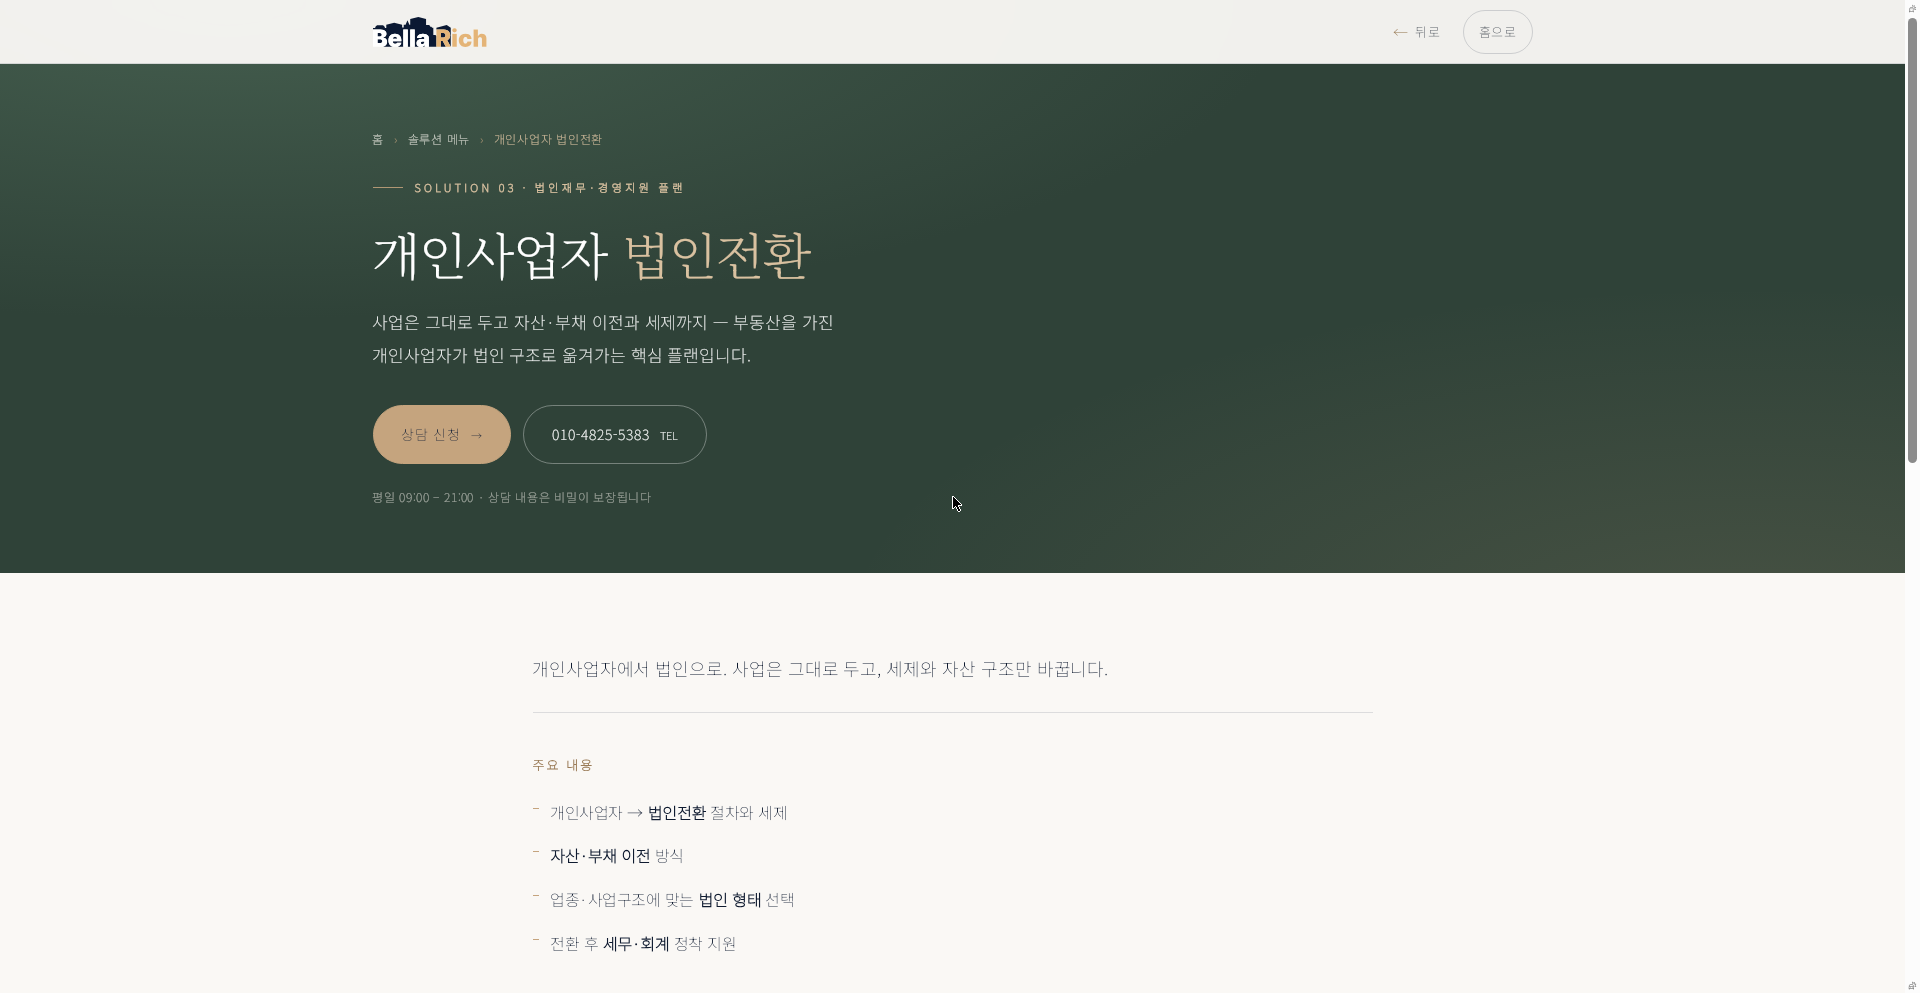 BellaRich
← 뒤로
홈으로
홈 › 솔루션 메뉴 › 개인사업자 법인전환
SOLUTION 03 · 법인재무·경영지원 플랜
개인사업자 법인전환
사업은 그대로 두고 자산·부채 이전과 세제까지 — 부동산을 가진
개인사업자가 법인 구조로 옮겨가는 핵심 플랜입니다.
상담 신청 →
010-4825-5383 TEL
평일 09:00 – 21:00 · 상담 내용은 비밀이 보장됩니다
개인사업자에서 법인으로. 사업은 그대로 두고, 세제와 자산 구조만 바꿉니다.
주요 내용
– 개인사업자 → 법인전환 절차와 세제
– 자산·부채 이전 방식
– 업종·사업구조에 맞는 법인 형태 선택
– 전환 후 세무·회계 정착 지원